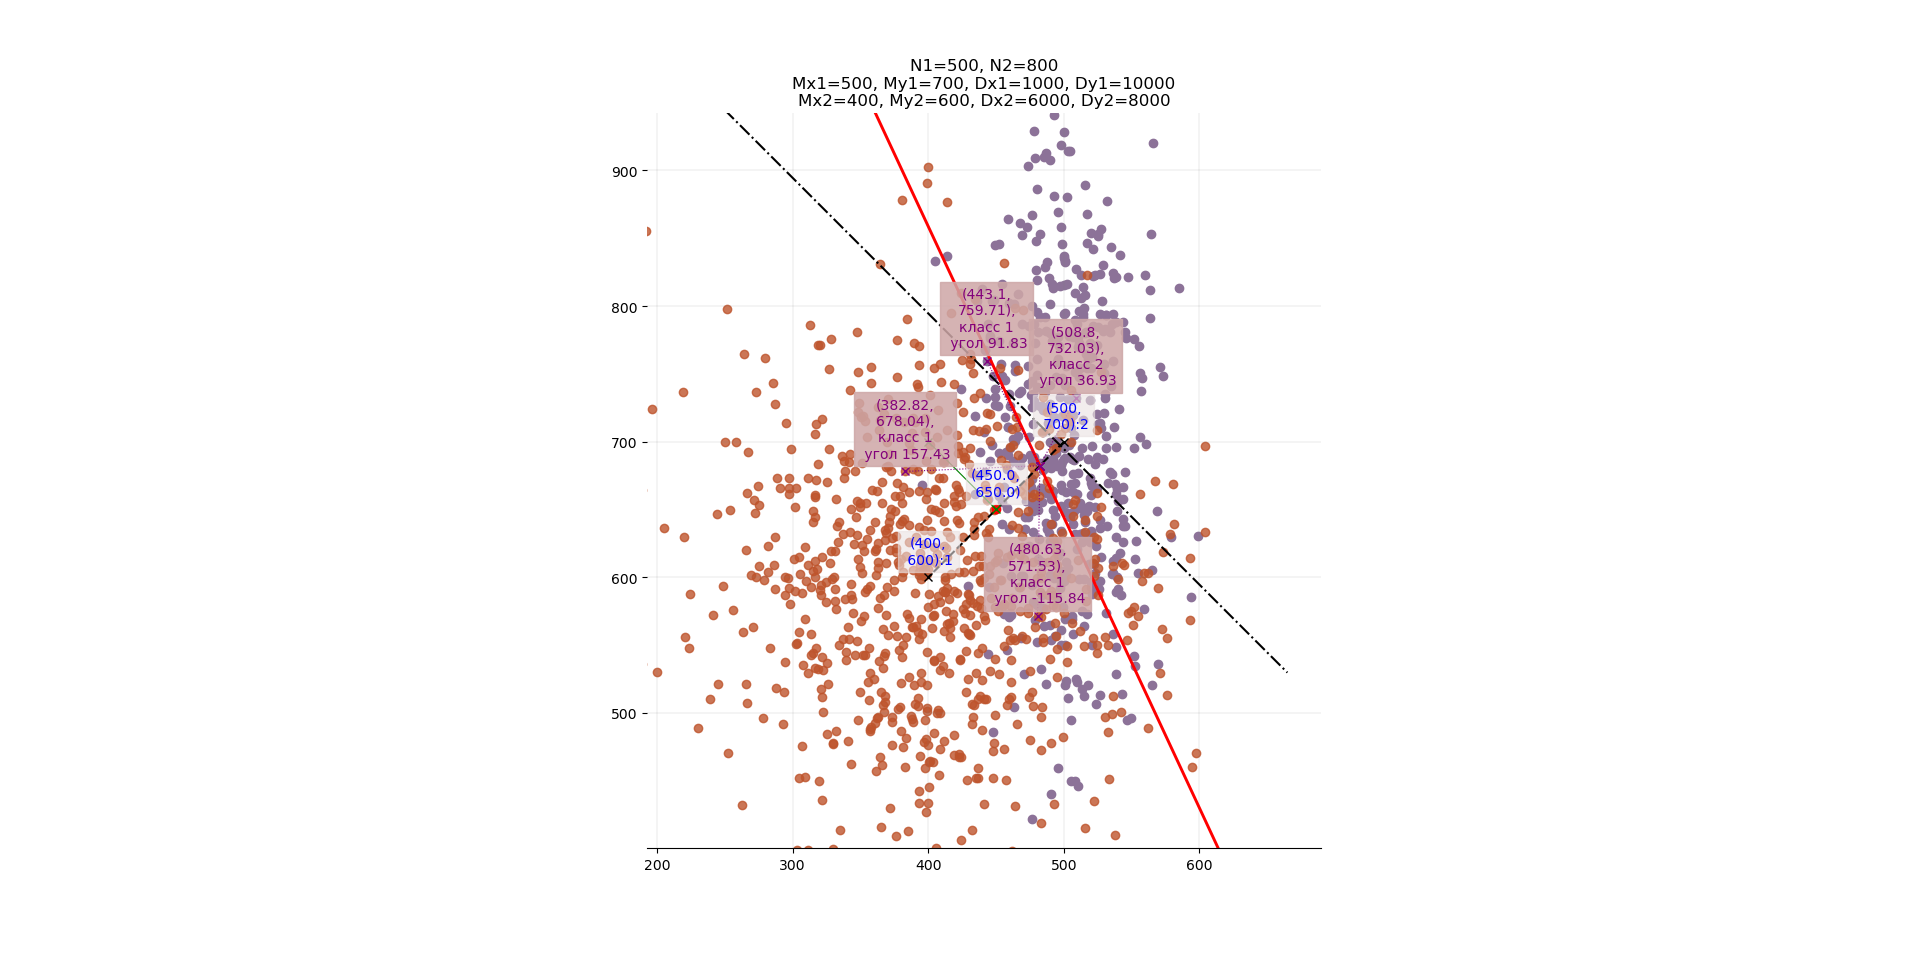 N1=500, N2=800
Mx1=500, My1=700, Dx1=1000, Dy1=10000
Mx2=400, My2=600, Dx2=6000, Dy2=8000
900
800
700
600
500
(443.1,
759.71),
класс 1
угол 91.83
(508.8,
732.03),
класс 2
угол 36.93
(382.82,
678.04),
класс 1
угол 157.43
(500,
700):2
(450.0,
650.0)
(400,
600):1
(480.63,
571.53),
класс 1
угол -115.84
200
300
400
500
600